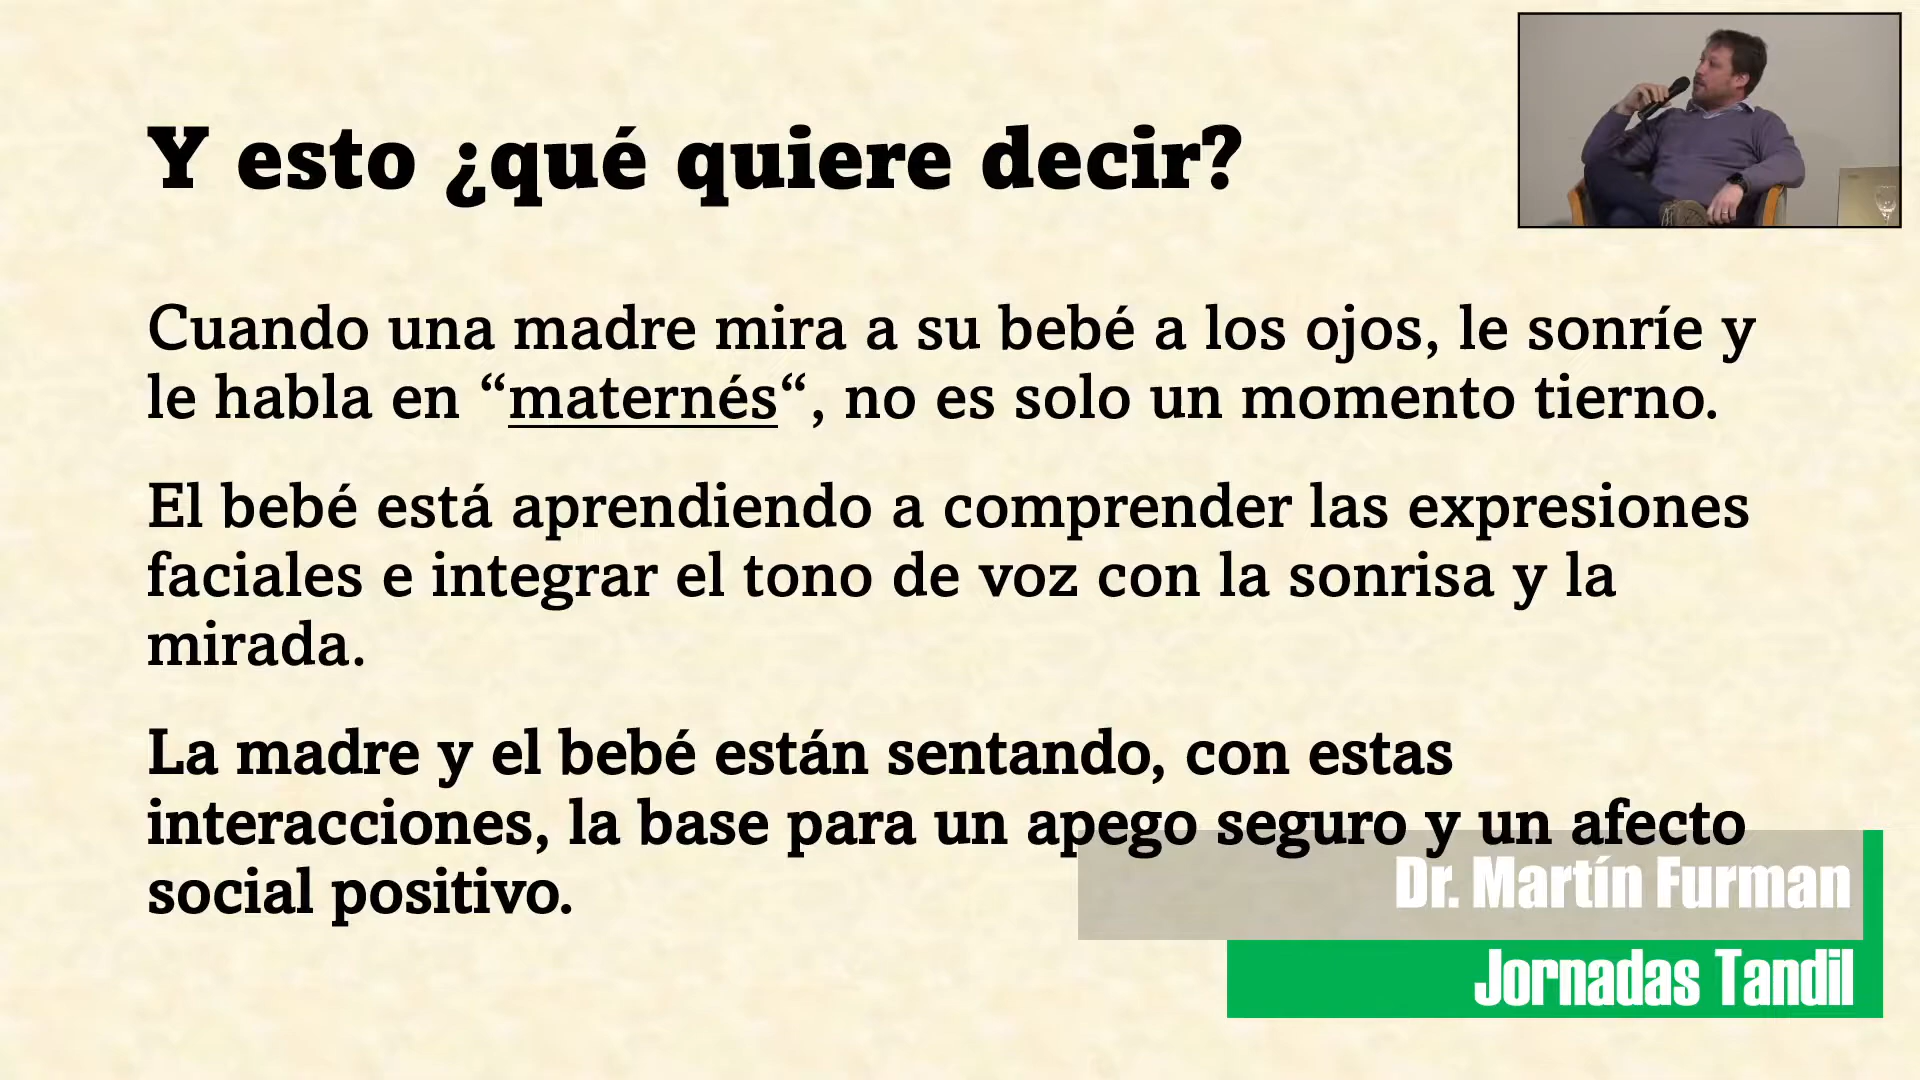 Y esto ¿qué quiere decir?
Cuando una madre mira a su bebé a los ojos, le sonríe y
le habla en “maternés“, no es solo un momento tierno.
El bebé está aprendiendo a comprender las expresiones
faciales e integrar el tono de voz con la sonrisa y la
mirada.
La madre y el bebé están sentando, con estas
interacciones, la base para un apego seguro y un afecto
social positivo.
Dr. Martín Furman
Jornadas Tandil